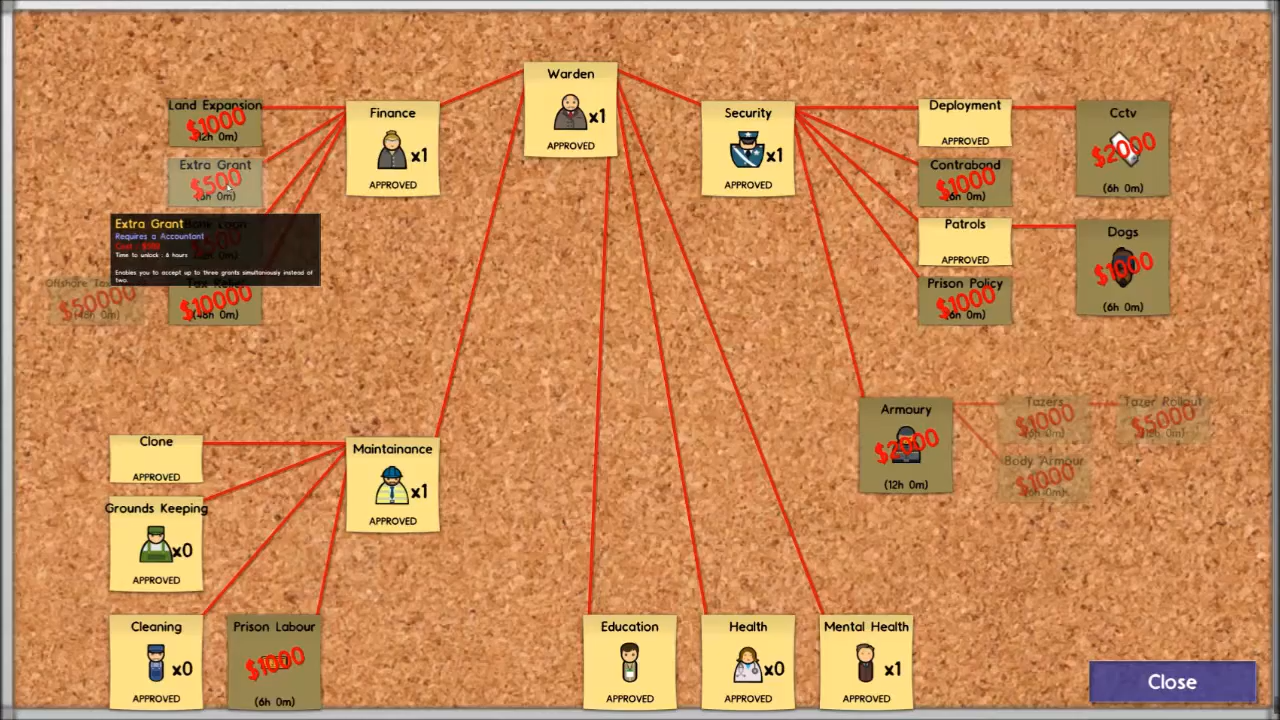 Warden
x1
APPROVED
Finance
x1
APPROVED
Security
x1
APPROVED
Land Expansion
$1000
(12h 0m)
Extra Grant
$500
(6h 0m)
Extra Grant
Requires a Accountant
Cost : $500
Time to unlock : 6 hours
Enables you to accept up to three grants simultaneously instead of
two.
$50000
Tax Relief
$10000
Deployment
APPROVED
Contraband
$1000
(6h 0m)
Patrols
APPROVED
Prison Policy
$1000
(6h 0m)
Cctv
$2000
(6h 0m)
Dogs
$1000
(6h 0m)
Armoury
$2000
(12h 0m)
Tazers
$1000
Tazer Rollout
$5000
Body Armour
$1000
Clone
APPROVED
Maintainance
x1
APPROVED
Grounds Keeping
x0
APPROVED
Cleaning
x0
APPROVED
Prison Labour
$1000
(6h 0m)
Education
APPROVED
Health
x0
APPROVED
Mental Health
x1
APPROVED
Close